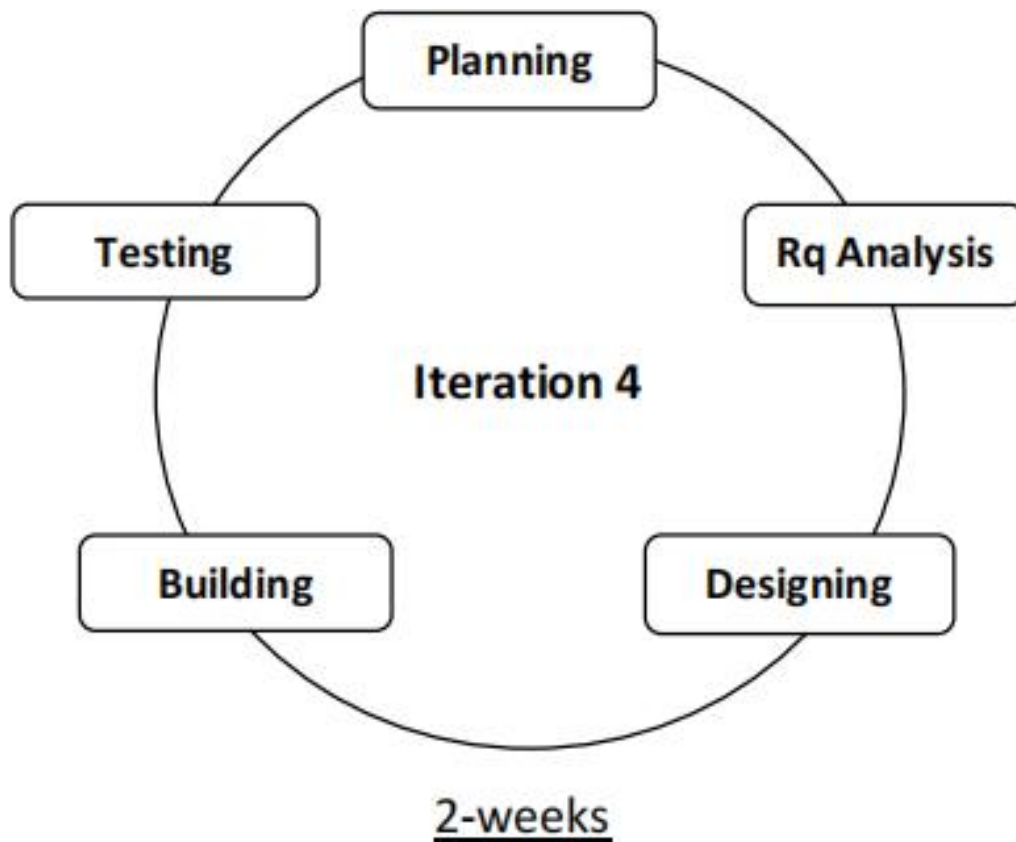 Planning
Testing
Rq Analysis
Iteration 4
Building
Designing
2-weeks